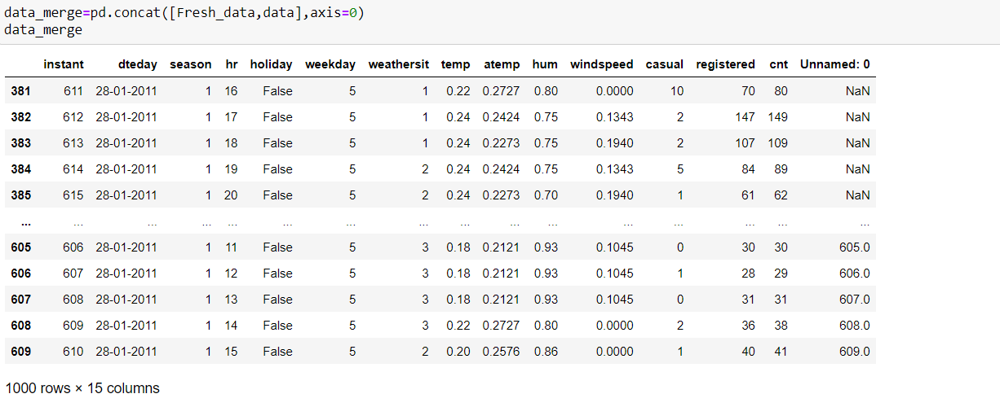 data_merge=pd.concat([Fresh_data,data],axis=0)
data_merge
instant dteday season hr holiday weekday weathersit temp atemp hum windspeed casual registered cnt Unnamed: 0
381 611 28-01-2011 1 16 False 5 1 0.22 0.2727 0.80 0.0000 10 70 80 NaN
382 612 28-01-2011 1 17 False 5 1 0.24 0.2424 0.75 0.1343 2 147 149 NaN
383 613 28-01-2011 1 18 False 5 1 0.24 0.2273 0.75 0.1940 2 107 109 NaN
384 614 28-01-2011 1 19 False 5 2 0.24 0.2424 0.75 0.1343 5 84 89 NaN
385 615 28-01-2011 1 20 False 5 2 0.24 0.2273 0.70 0.1940 1 61 62 NaN
... ... ... ... ... ... ... ... ... ... ... ... ... ... ... ...
605 606 28-01-2011 1 11 False 5 3 0.18 0.2121 0.93 0.1045 0 30 30 605.0
606 607 28-01-2011 1 12 False 5 3 0.18 0.2121 0.93 0.1045 1 28 29 606.0
607 608 28-01-2011 1 13 False 5 3 0.18 0.2121 0.93 0.1045 0 31 31 607.0
608 609 28-01-2011 1 14 False 5 3 0.22 0.2727 0.80 0.0000 2 36 38 608.0
609 610 28-01-2011 1 15 False 5 2 0.20 0.2576 0.86 0.0000 1 40 41 609.0
1000 rows × 15 columns